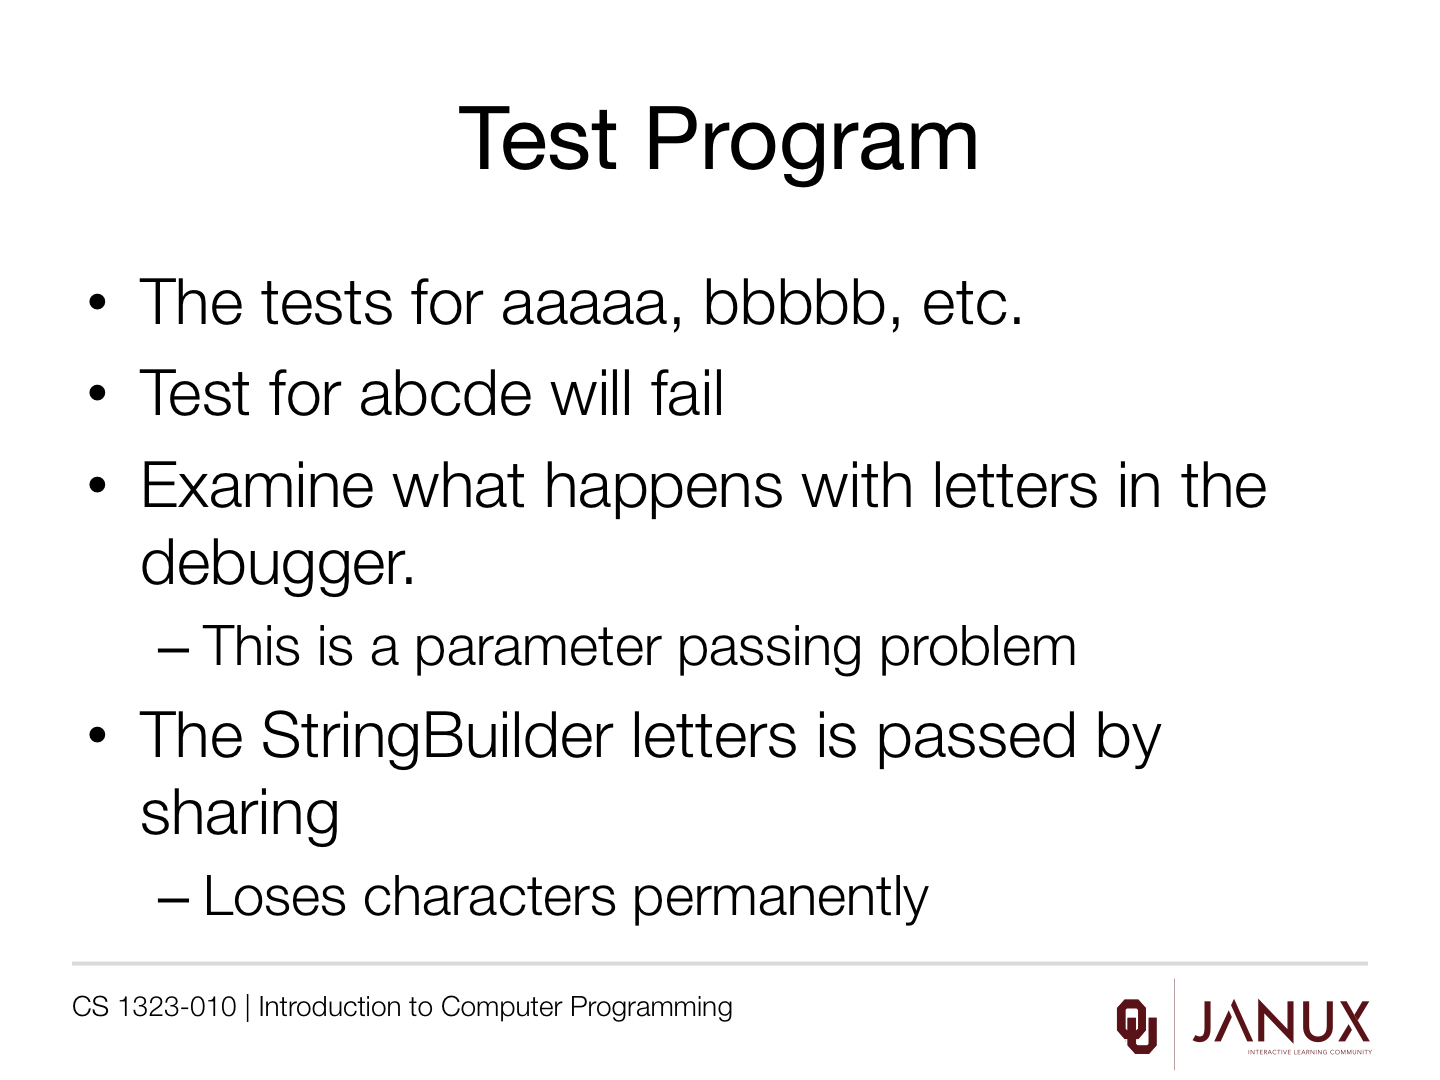 Test Program
• The tests for aaaaa, bbbbb, etc.
• Test for abcde will fail
• Examine what happens with letters in the
debugger.
– This is a parameter passing problem
• The StringBuilder letters is passed by
sharing
– Loses characters permanently
CS 1323-010 | Introduction to Computer Programming
OU
JANUX
INTERACTIVE LEARNING COMMUNITY